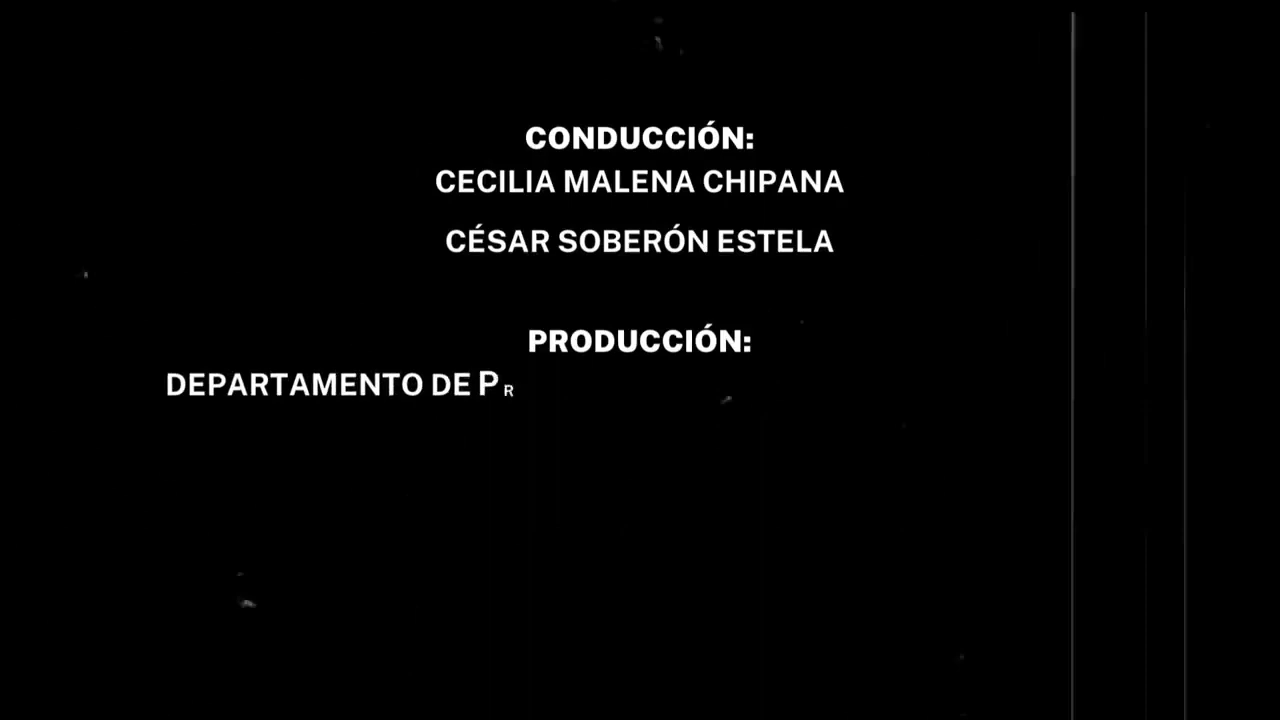 CONDUCCIÓN:
CECILIA MALENA CHIPANA
CÉSAR SOBERÓN ESTELA
PRODUCCIÓN:
DEPARTAMENTO DE PR